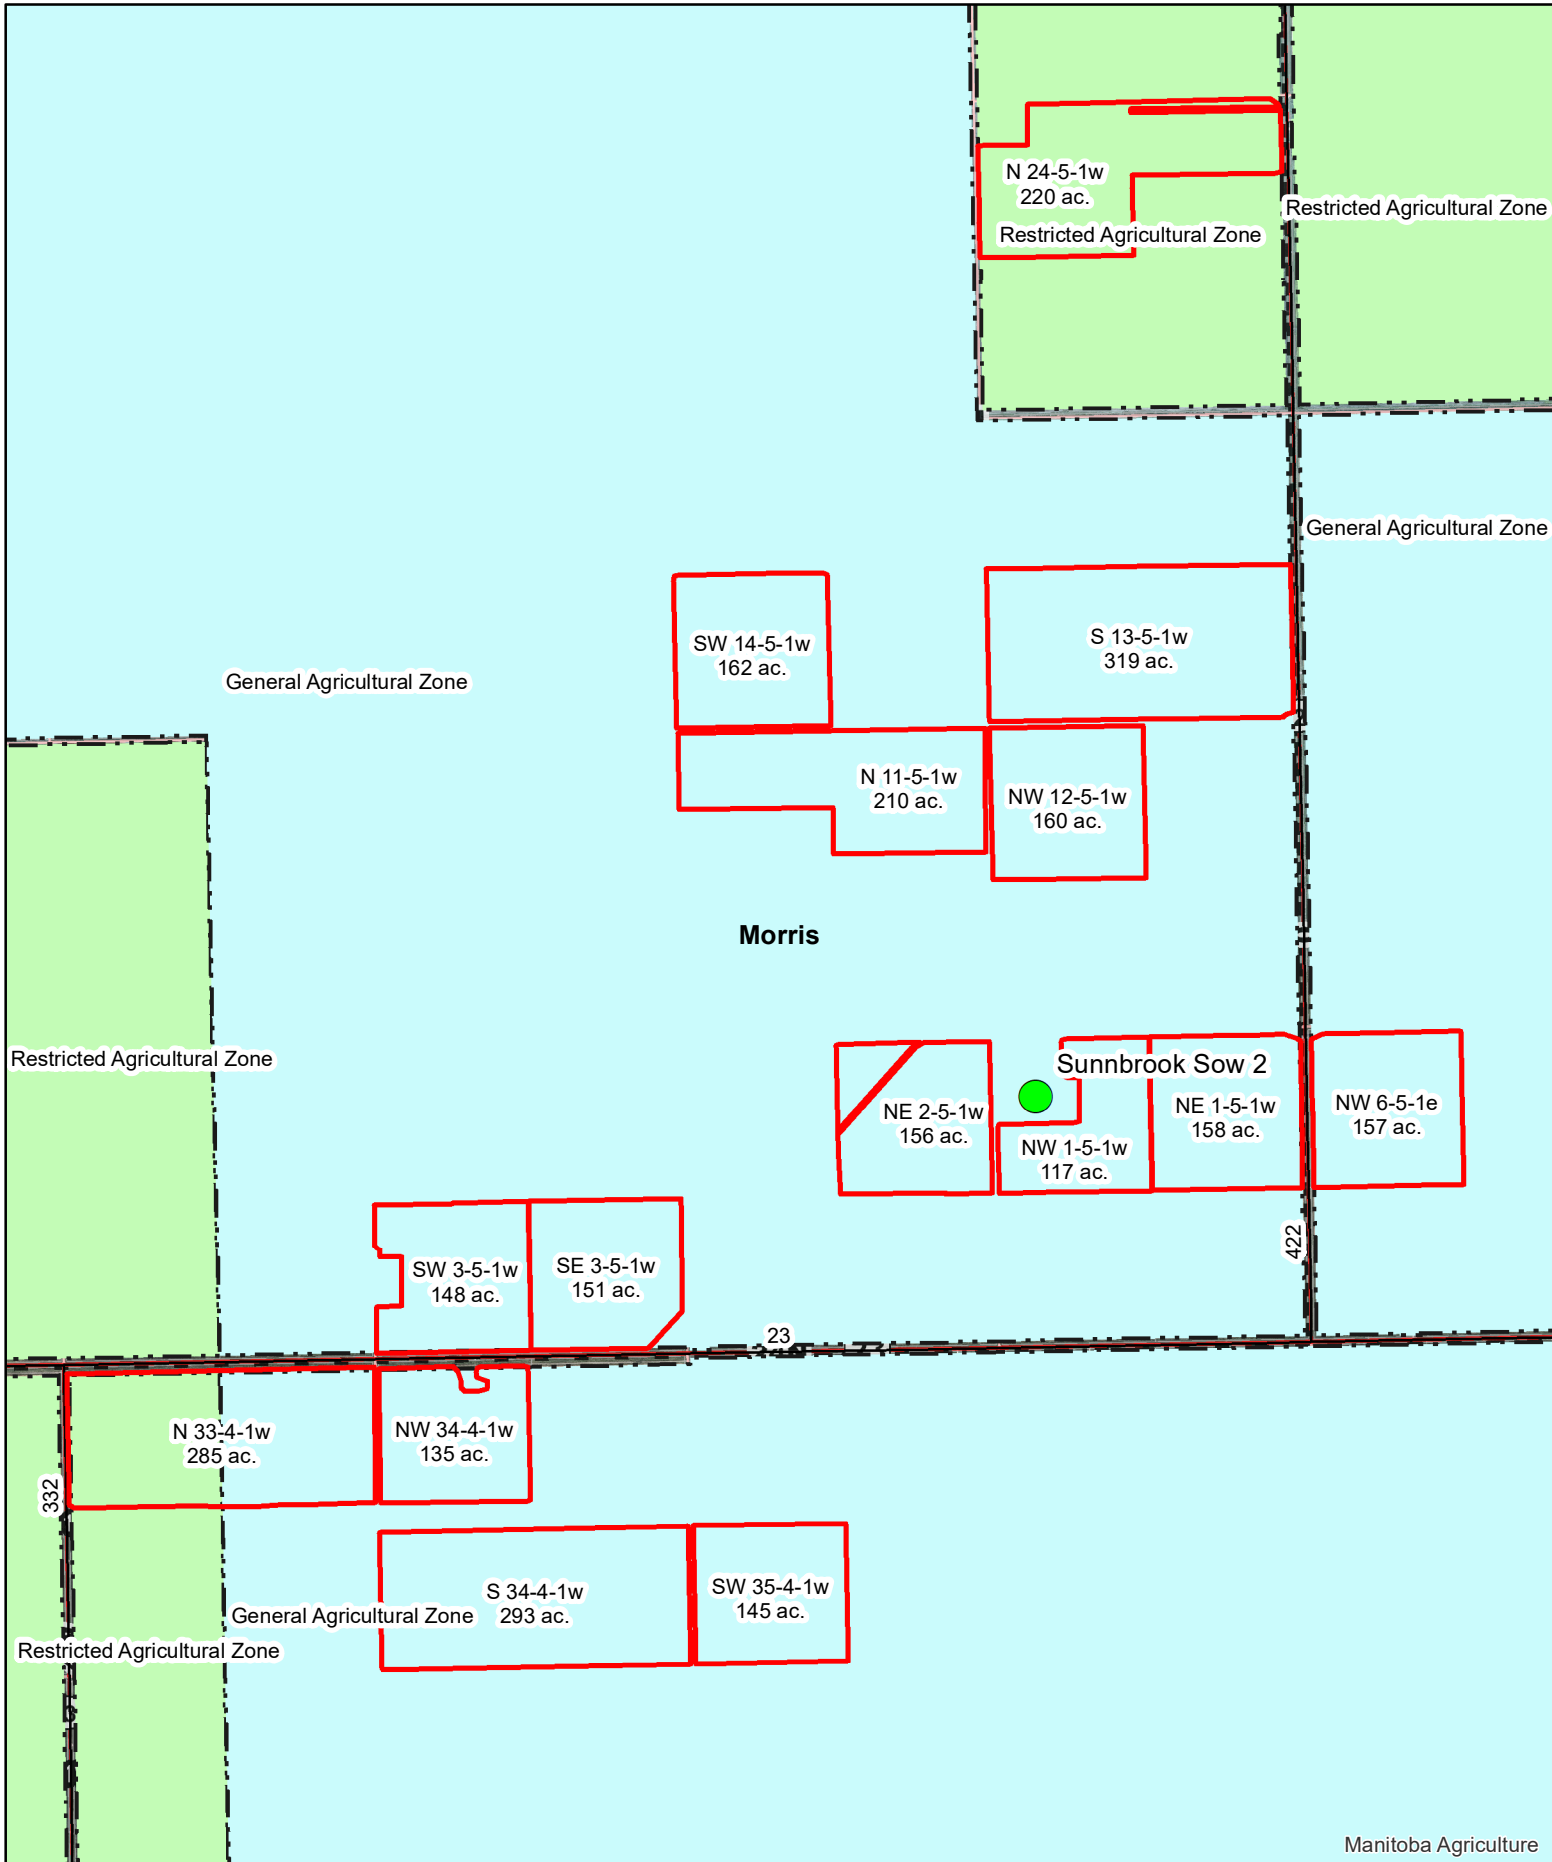 N 24-5-1w
220 ac.
Restricted Agricultural Zone
Restricted Agricultural Zone
General Agricultural Zone
SW 14-5-1w
162 ac.
S 13-5-1w
319 ac.
General Agricultural Zone
N 11-5-1w
210 ac.
NW 12-5-1w
160 ac.
Morris
Restricted Agricultural Zone
Sunnbrook Sow 2
NE 2-5-1w
156 ac.
NW 1-5-1w
117 ac.
NE 1-5-1w
158 ac.
NW 6-5-1e
157 ac.
422
SW 3-5-1w
148 ac.
SE 3-5-1w
151 ac.
23
N 33-4-1w
285 ac.
NW 34-4-1w
135 ac.
332
S 34-4-1w
293 ac.
SW 35-4-1w
145 ac.
General Agricultural Zone
Restricted Agricultural Zone
Manitoba Agriculture